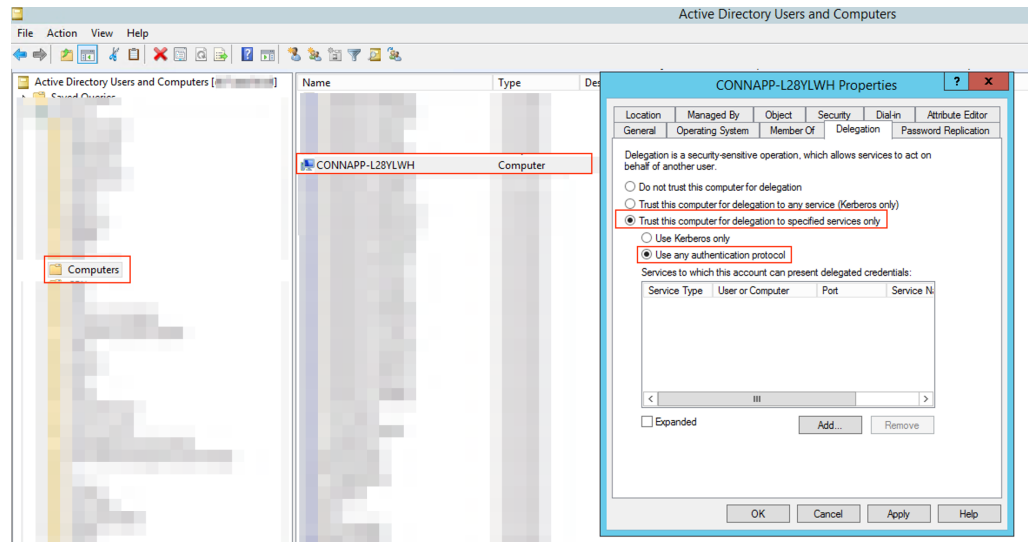 Active Directory Users and Computers
File Action View Help
Active Directory Users and Computers [ ]
Saved Queries
Computers
Name Type Des
CONNAPP-L28YLWH Computer
CONNAPP-L28YLWH Properties ? x
Location Managed By Object Security Dial-in Attribute Editor
General Operating System Member Of Delegation Password Replication
Delegation is a security-sensitive operation, which allows services to act on
behalf of another user.
Do not trust this computer for delegation
Trust this computer for delegation to any service (Kerberos only)
Trust this computer for delegation to specified services only
Use Kerberos only
Use any authentication protocol
Services to which this account can present delegated credentials:
Service Type User or Computer Port Service N
Expanded Add... Remove
OK Cancel Apply Help